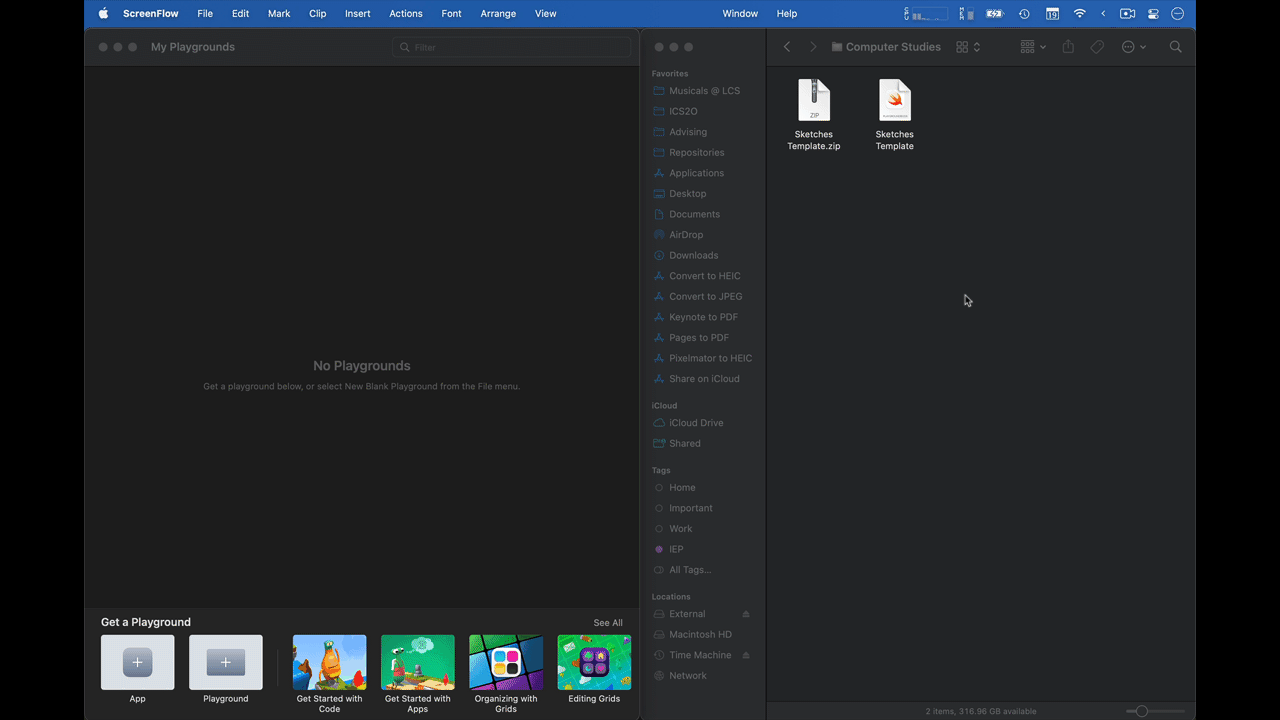 ScreenFlow File Edit Mark Clip Insert Actions Font Arrange View Window Help
19
My Playgrounds
Filter
No Playgrounds
Get a playground below, or select New Blank Playground from the File menu.
Get a Playground
See All
App
Playground
Get Started with
Code
Get Started with
Apps
Organizing with
Grids
Editing Grids
Favorites
Musicals @ LCS
ICS2O
Advising
Repositories
Applications
Desktop
Documents
AirDrop
Downloads
Convert to HEIC
Convert to JPEG
Keynote to PDF
Pages to PDF
Pixelmator to HEIC
Share on iCloud
iCloud
iCloud Drive
Shared
Tags
Home
Important
Work
IEP
All Tags...
Locations
External
Macintosh HD
Time Machine
Network
Computer Studies
ZIP
Sketches
Template.zip
Sketches
Template
2 items, 316.96 GB available